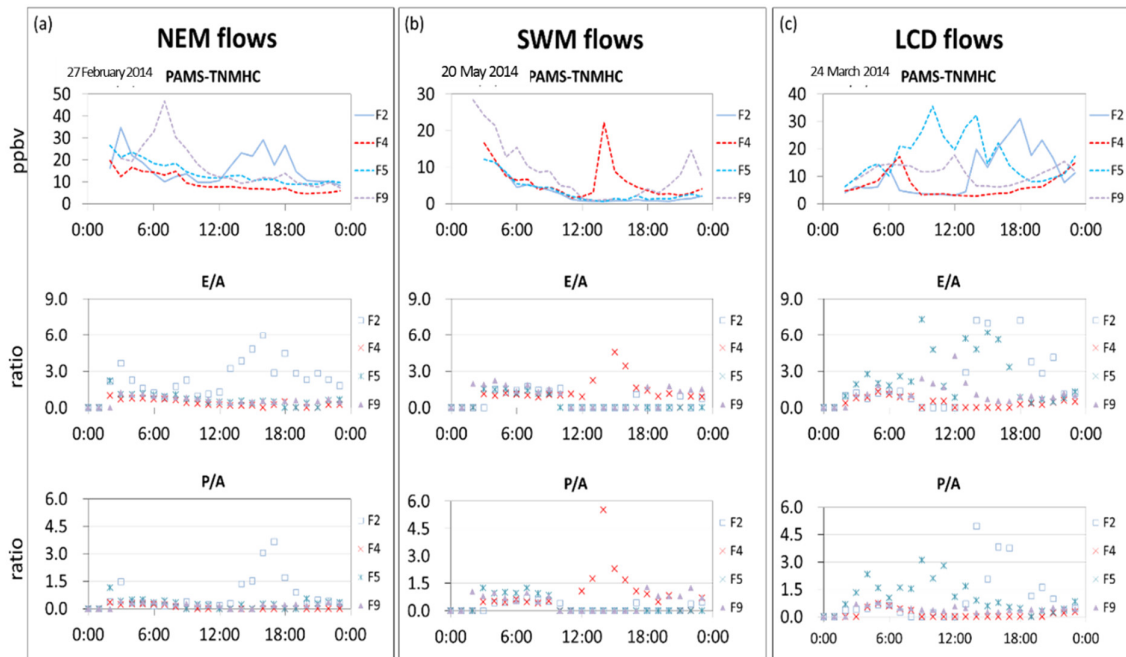 (a) NEM flows
27 February 2014 PAMS-TNMHC
ppbv
50
40
30
20
10
0
0:00 6:00 12:00 18:00 0:00
F2
F4
F5
F9
E/A
ratio
9.0
6.0
3.0
0.0
0:00 6:00 12:00 18:00 0:00
F2
F4
F5
F9
P/A
ratio
6.0
4.5
3.0
1.5
0.0
0:00 6:00 12:00 18:00 0:00
F2
F4
F5
F9
(b) SWM flows
20 May 2014 PAMS-TNMHC
30
20
10
0
0:00 6:00 12:00 18:00 0:00
F2
F4
F5
F9
E/A
9.0
6.0
3.0
0.0
0:00 6:00 12:00 18:00 0:00
F2
F4
F5
F9
P/A
6.0
4.5
3.0
1.5
0.0
0:00 6:00 12:00 18:00 0:00
F2
F4
F5
F9
(c) LCD flows
24 March 2014 PAMS-TNMHC
40
30
20
10
0
0:00 6:00 12:00 18:00 0:00
F2
F4
F5
F9
E/A
9.0
6.0
3.0
0.0
0:00 6:00 12:00 18:00 0:00
F2
F4
F5
F9
P/A
6.0
4.5
3.0
1.5
0.0
0:00 6:00 12:00 18:00 0:00
F2
F4
F5
F9